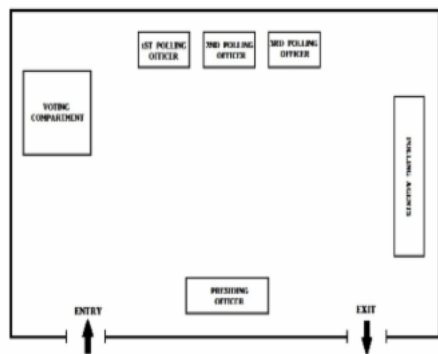 1ST POLLING
OFFICER
2ND POLLING
OFFICER
3RD POLLING
OFFICER
VOTING
COMPARTMENT
POLLING AGENTS
PRESIDING
OFFICER
ENTRY
EXIT